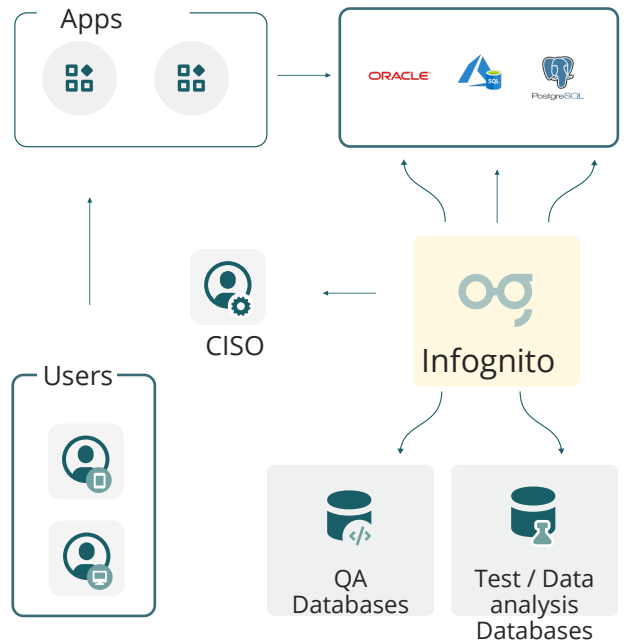 Apps
ORACLE
SQL
PostgreSQL
CISO
Infognito
Users
</>
QA
Databases
Test / Data
analysis
Databases